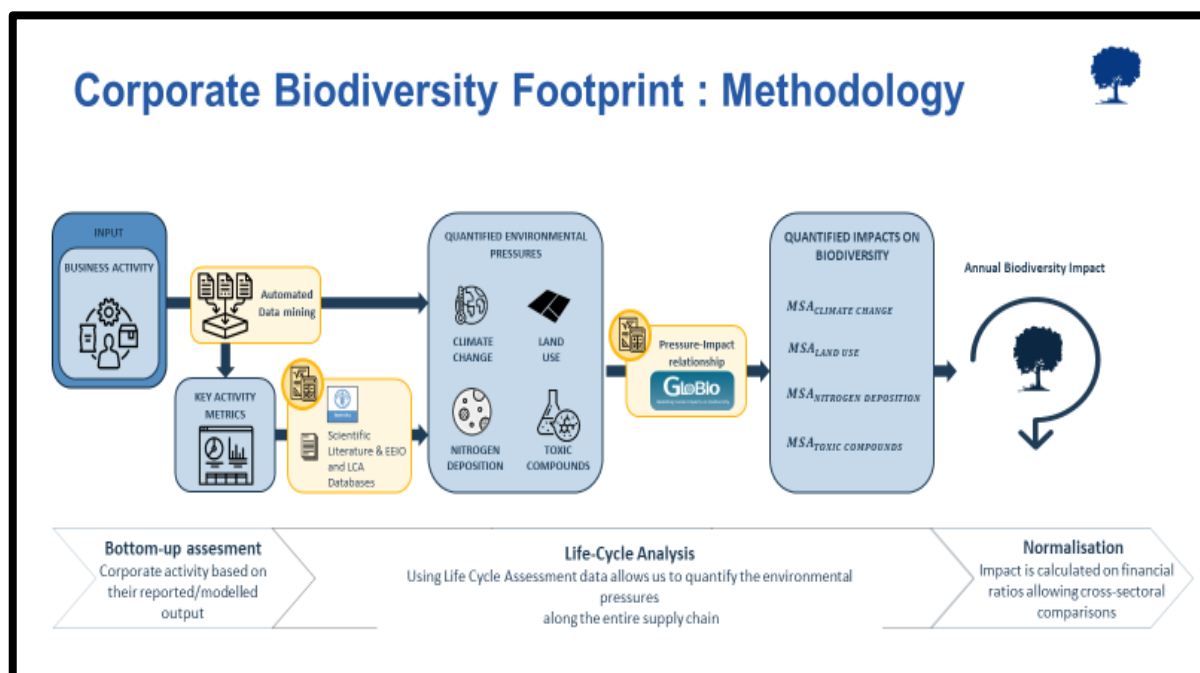 Corporate Biodiversity Footprint : Methodology
INPUT
BUSINESS ACTIVITY
Automated
Data mining
KEY ACTIVITY
METRICS
Scientific
Literature & EEIO
and LCA
Databases
QUANTIFIED ENVIRONMENTAL
PRESSURES
CLIMATE
CHANGE
LAND
USE
NITROGEN
DEPOSITION
TOXIC
COMPOUNDS
Pressure-Impact
relationship
GLOBIO
QUANTIFIED IMPACTS ON
BIODIVERSITY
MSA CLIMATE CHANGE
MSA LAND USE
MSA NITROGEN DEPOSITION
MSA TOXIC COMPOUNDS
Annual Biodiversity Impact
Bottom-up assesment
Corporate activity based on
their reported/modelled
output
Life-Cycle Analysis
Using Life Cycle Assessment data allows us to quantify the environmental
pressures
along the entire supply chain
Normalisation
Impact is calculated on financial
ratios allowing cross-sectoral
comparisons